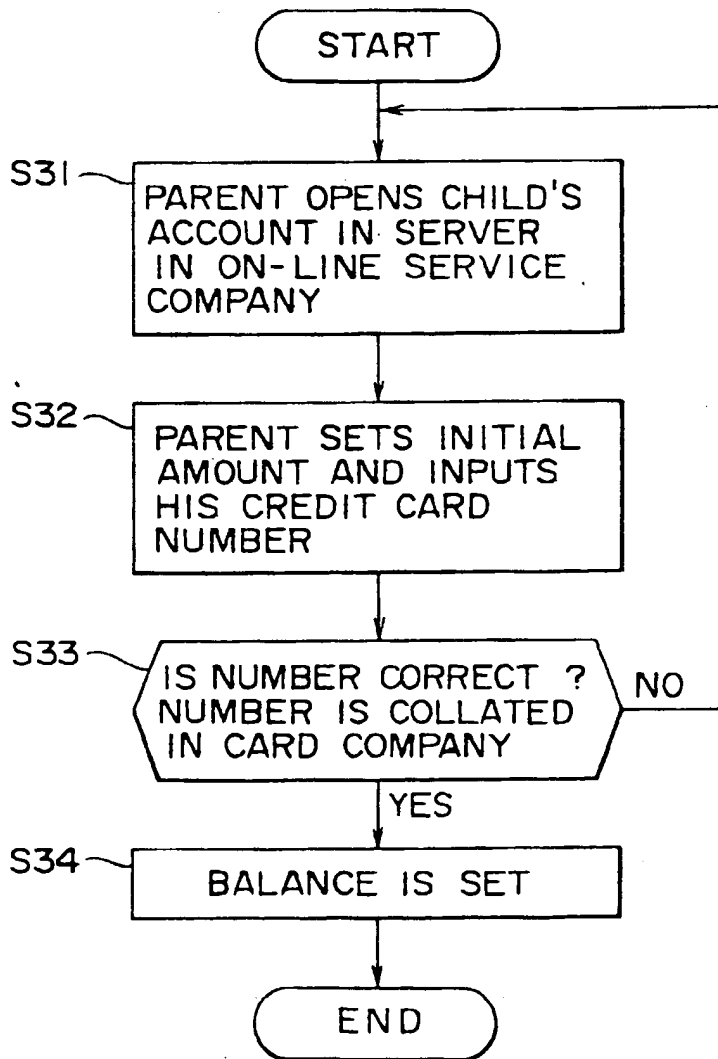 START
S31
PARENT OPENS CHILD'S
ACCOUNT IN SERVER
IN ON-LINE SERVICE
COMPANY
S32
PARENT SETS INITIAL
AMOUNT AND INPUTS
HIS CREDIT CARD
NUMBER
S33
IS NUMBER CORRECT ?
NUMBER IS COLLATED
IN CARD COMPANY
NO
YES
S34
BALANCE IS SET
END